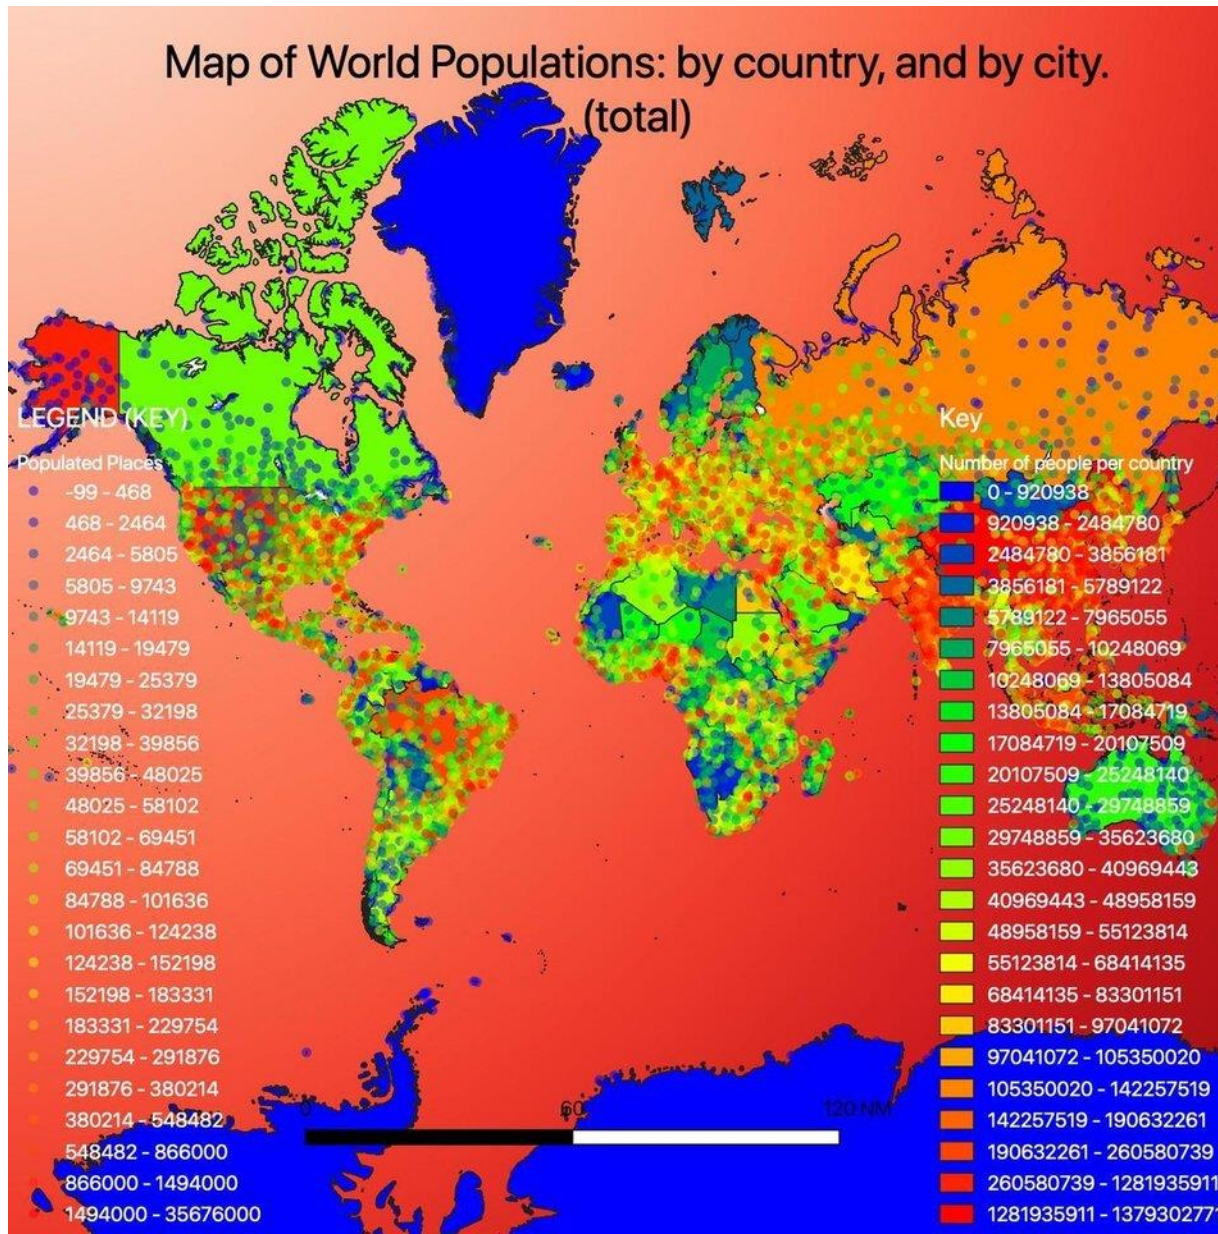 Map of World Populations: by country, and by city.
(total)
LEGEND (KEY)
Populated Places
-99 - 468
468 - 2464
2464 - 5805
5805 - 9743
9743 - 14119
14119 - 19479
19479 - 25379
25379 - 32198
32198 - 39856
39856 - 48025
48025 - 58102
58102 - 69451
69451 - 84788
84788 - 101636
101636 - 124238
124238 - 152198
152198 - 183331
183331 - 229754
229754 - 291876
291876 - 380214
380214 - 548482
548482 - 866000
866000 - 1494000
1494000 - 35676000
Key
Number of people per country
0 - 920938
920938 - 2484780
2484780 - 3856181
3856181 - 5789122
5789122 - 7965055
7965055 - 10248069
10248069 - 13805084
13805084 - 17084719
17084719 - 20107509
20107509 - 25248140
25248140 - 29748859
29748859 - 35623680
35623680 - 40969443
40969443 - 48958159
48958159 - 55123814
55123814 - 68414135
68414135 - 83301151
83301151 - 97041072
97041072 - 105350020
105350020 - 142257519
142257519 - 190632261
190632261 - 260580739
260580739 - 1281935911
1281935911 - 1379302771
0 60 120 NM